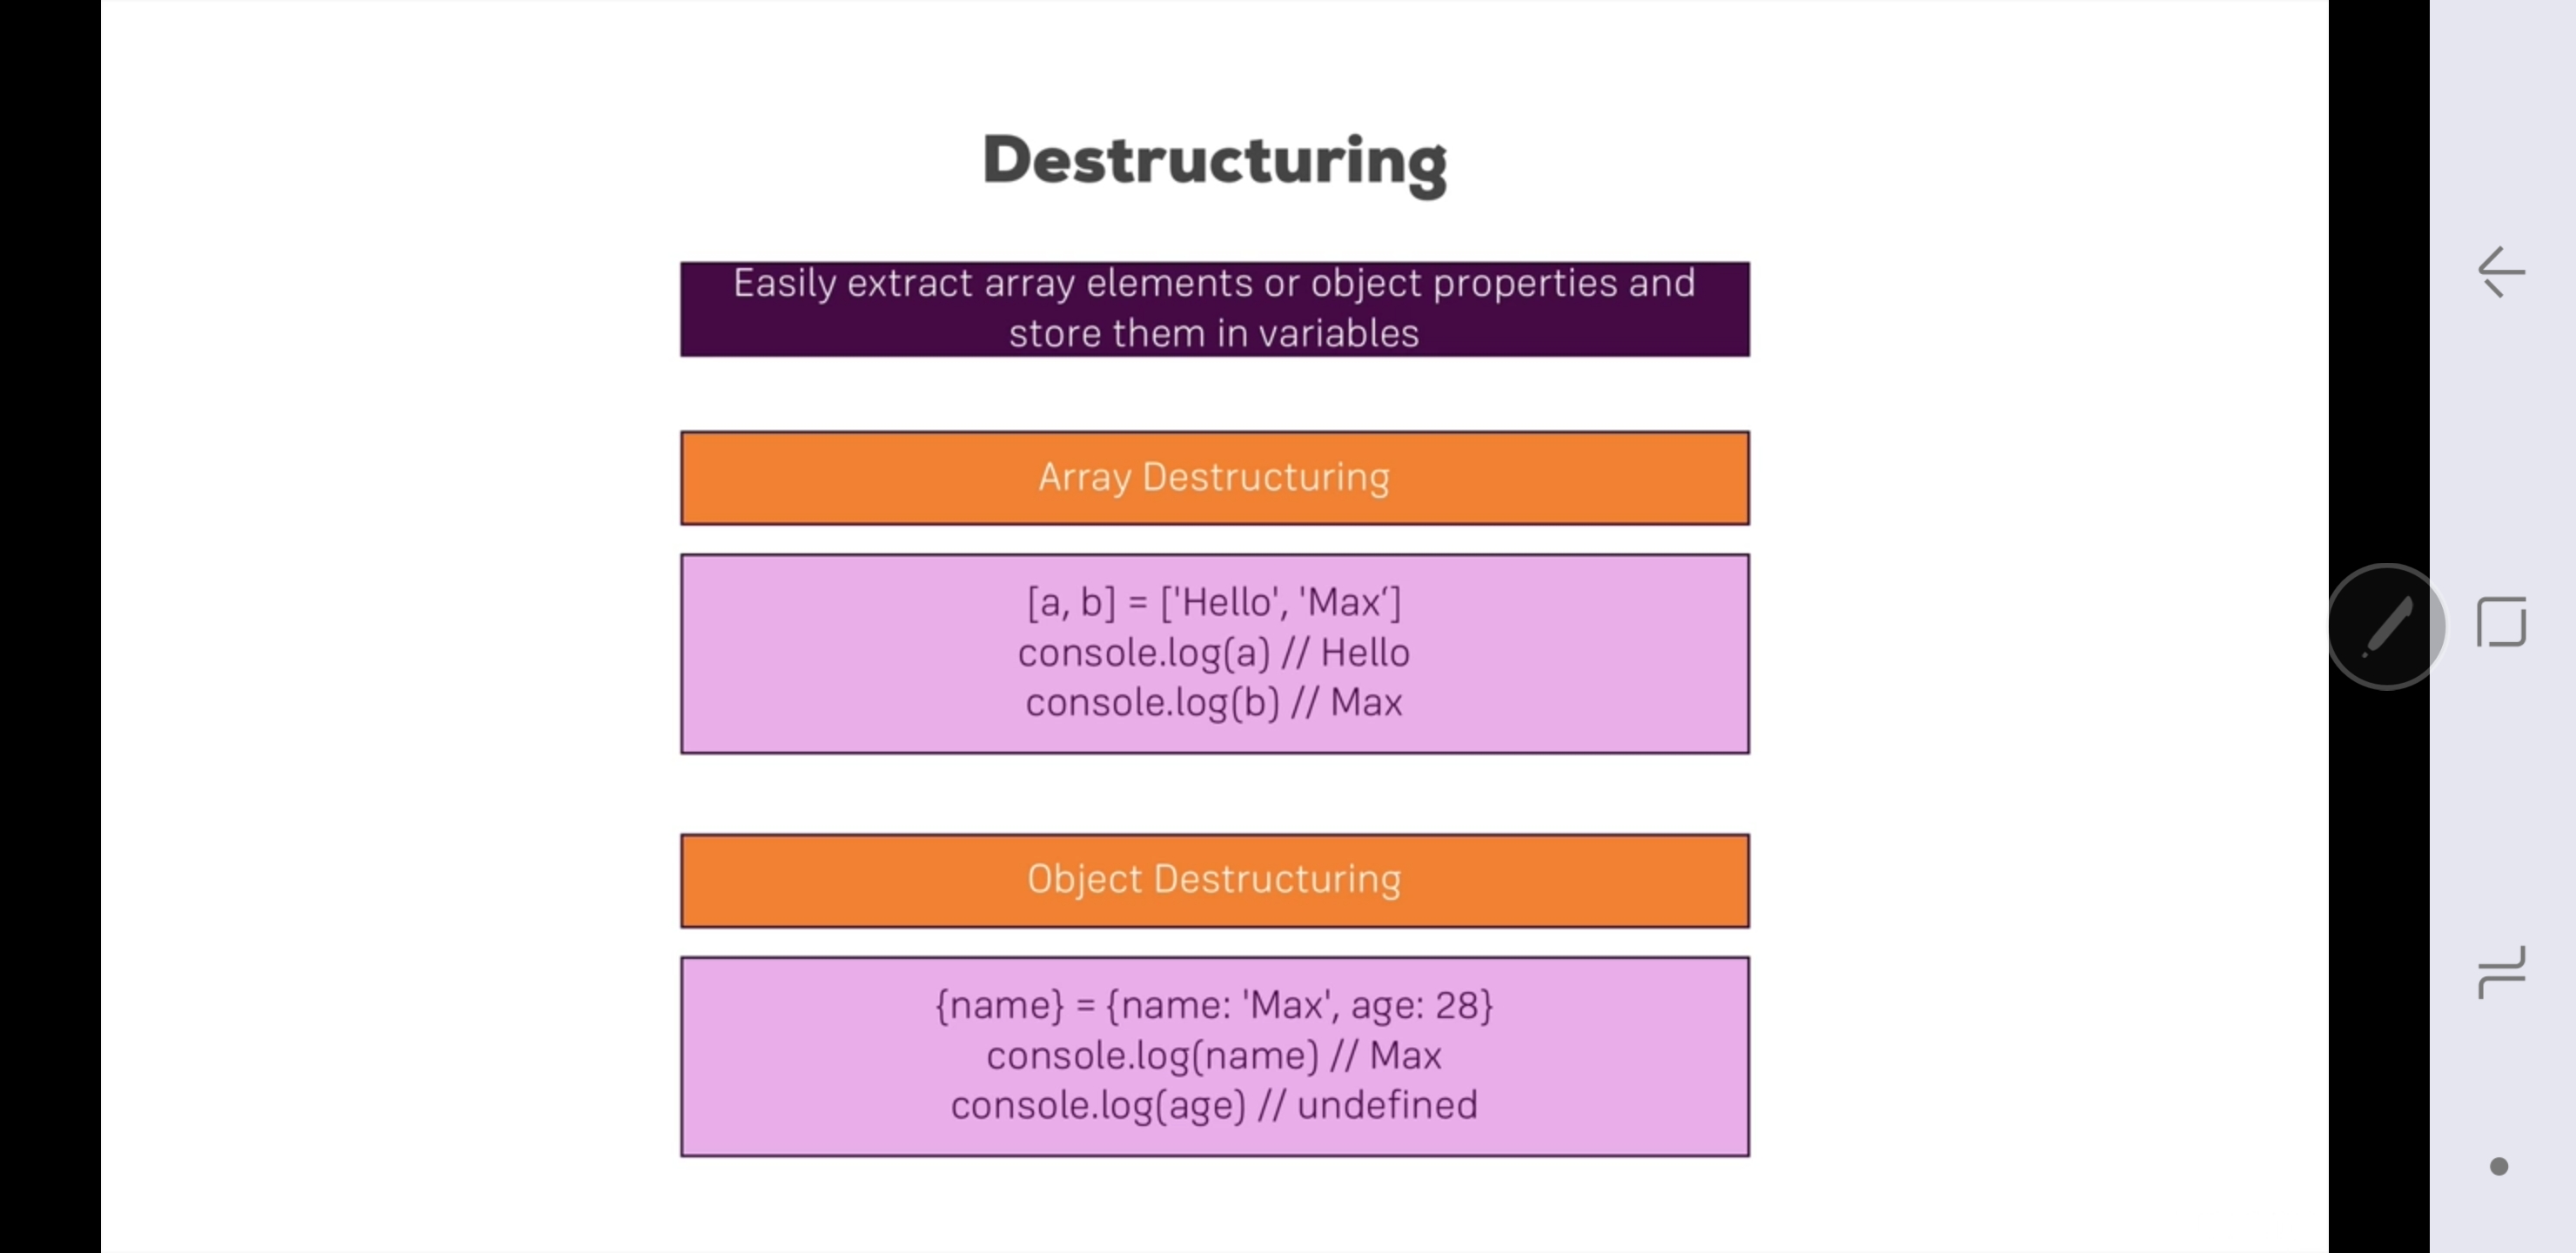 Destructuring
Easily extract array elements or object properties and
store them in variables
Array Destructuring
[a, b] = ['Hello', 'Max‘]
console.log(a) // Hello
console.log(b) // Max
Object Destructuring
{name} = {name: 'Max', age: 28}
console.log(name) // Max
console.log(age) // undefined